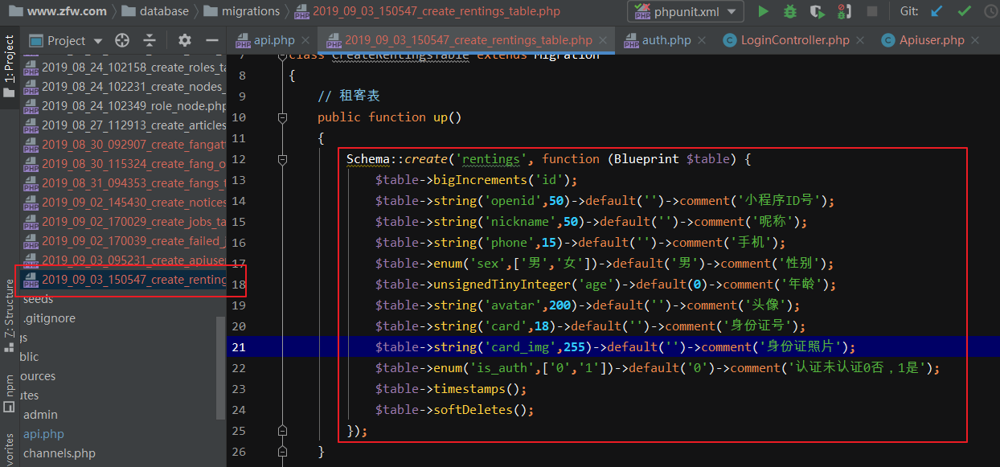 www.zfw.com database migrations 2019_09_03_150547_create_rentings_table.php phpunit.xml Git:
Project api.php 2019_09_03_150547_create_rentings_table.php auth.php LoginController.php Apiuser.php
1: Project
Z: Structure
npm
vorites
2019_08_24_102158_create_roles_ta
2019_08_24_102231_create_nodes_
2019_08_24_102349_role_node.php
2019_08_27_112913_create_articles
2019_08_30_092907_create_fangat
2019_08_30_115324_create_fang_o
2019_08_31_094353_create_fangs_t
2019_09_02_145430_create_notices
2019_09_02_170029_create_jobs_ta
2019_09_02_170039_create_failed_
2019_09_03_095231_create_apiuser
2019_09_03_150547_create_renting
seeds
.gitignore
gs
blic
ources
utes
admin
api.php
channels.php
7 class CreateRentingsTable extends Migration
8 {
9 // 租客表
10 public function up()
11 {
12 Schema::create('rentings', function (Blueprint $table) {
13 $table->bigIncrements('id');
14 $table->string('openid',50)->default('')->comment('小程序ID号');
15 $table->string('nickname',50)->default('')->comment('昵称');
16 $table->string('phone',15)->default('')->comment('手机');
17 $table->enum('sex',['男','女'])->default('男')->comment('性别');
18 $table->unsignedTinyInteger('age')->default(0)->comment('年龄');
19 $table->string('avatar',200)->default('')->comment('头像');
20 $table->string('card',18)->default('')->comment('身份证号');
21 $table->string('card_img',255)->default('')->comment('身份证照片');
22 $table->enum('is_auth',['0','1'])->default('0')->comment('认证未认证0否，1是');
23 $table->timestamps();
24 $table->softDeletes();
25 });
26 }